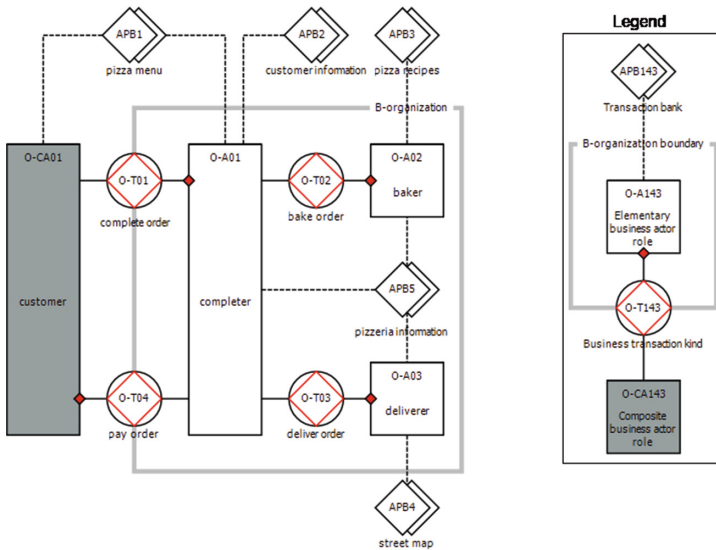 Legend
APB1
APB2
APB3
pizza menu
customer information
pizza recipes
B-organization
O-CA01
O-T01
O-A01
O-T02
O-A02
complete order
bake order
baker
customer
completer
APB5
pizzeria information
O-T04
O-T03
O-A03
pay order
deliver order
deliverer
APB4
street map
APB143
Transaction bank
B-organization boundary
O-A143
Elementary
business actor
role
O-T143
Business transaction kind
O-CA143
Composite
business actor
role